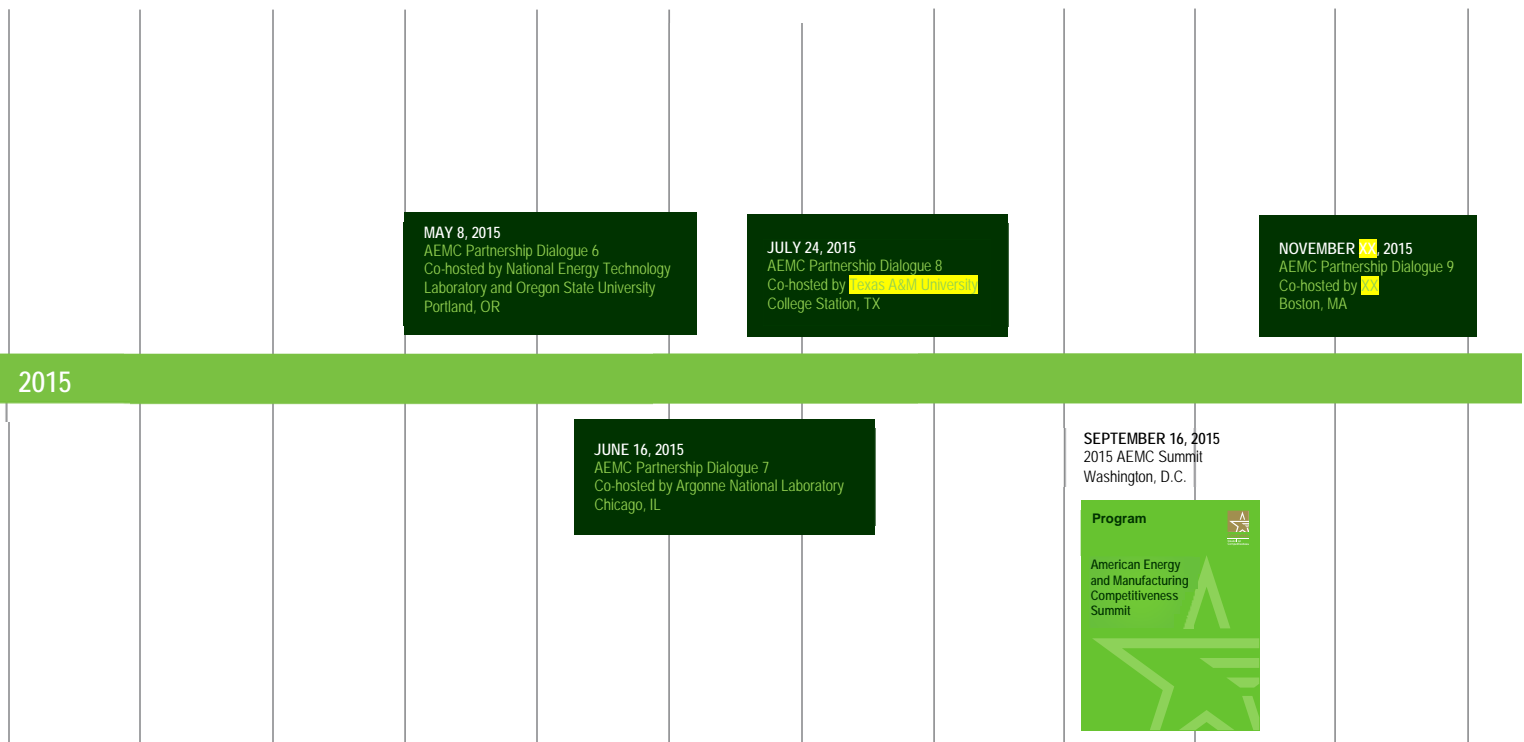 MAY 8, 2015
AEMC Partnership Dialogue 6
Co-hosted by National Energy Technology
Laboratory and Oregon State University
Portland, OR
JULY 24, 2015
AEMC Partnership Dialogue 8
Co-hosted by Texas A&M University
College Station, TX
NOVEMBER XX, 2015
AEMC Partnership Dialogue 9
Co-hosted by XX
Boston, MA
2015
JUNE 16, 2015
AEMC Partnership Dialogue 7
Co-hosted by Argonne National Laboratory
Chicago, IL
SEPTEMBER 16, 2015
2015 AEMC Summit
Washington, D.C.
Program
American Energy
and Manufacturing
Competitiveness
Summit